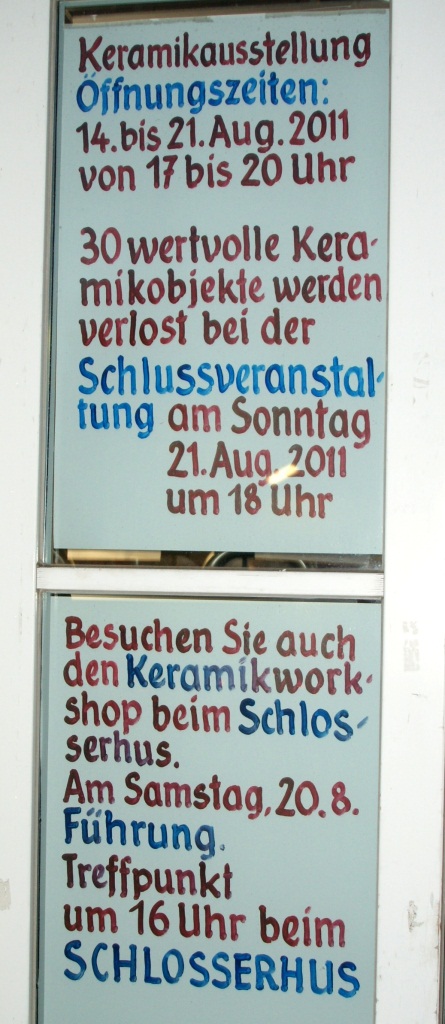 Keramikausstellung
Öffnungszeiten:
14. bis 21. Aug. 2011
von 17 bis 20 Uhr
30 wertvolle Kera-
mikobjekte werden
verlost bei der
Schlussveranstal-
tung am Sonntag
21. Aug. 2011
um 18 Uhr
Besuchen Sie auch
den Keramikwork-
shop beim Schlos-
serhus.
Am Samstag, 20.8.
Führung.
Treffpunkt
um 16 Uhr beim
SCHLOSSERHUS